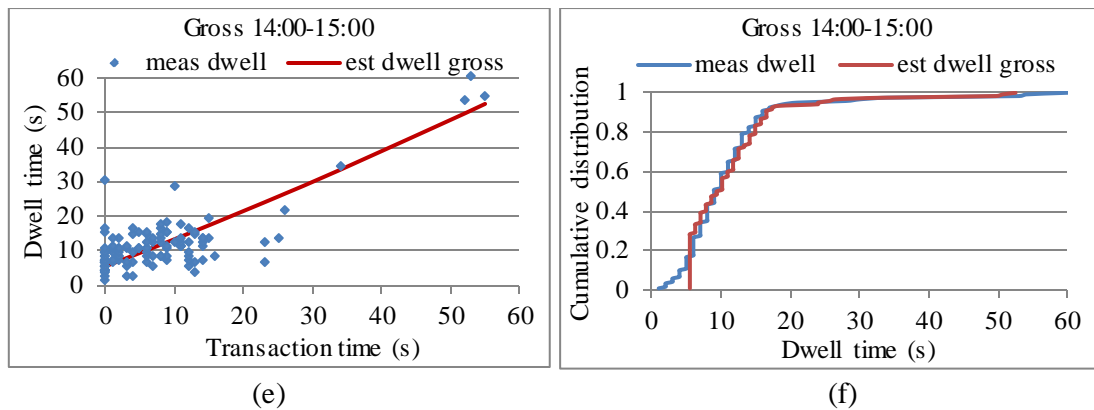 Gross 14:00-15:00
meas dwell
est dwell gross
Dwell time (s)
60
50
40
30
20
10
0
0 10 20 30 40 50 60
Transaction time (s)
(e)
Gross 14:00-15:00
meas dwell
est dwell gross
Cumulative distribution
1
0.8
0.6
0.4
0.2
0
0 10 20 30 40 50 60
Dwell time (s)
(f)